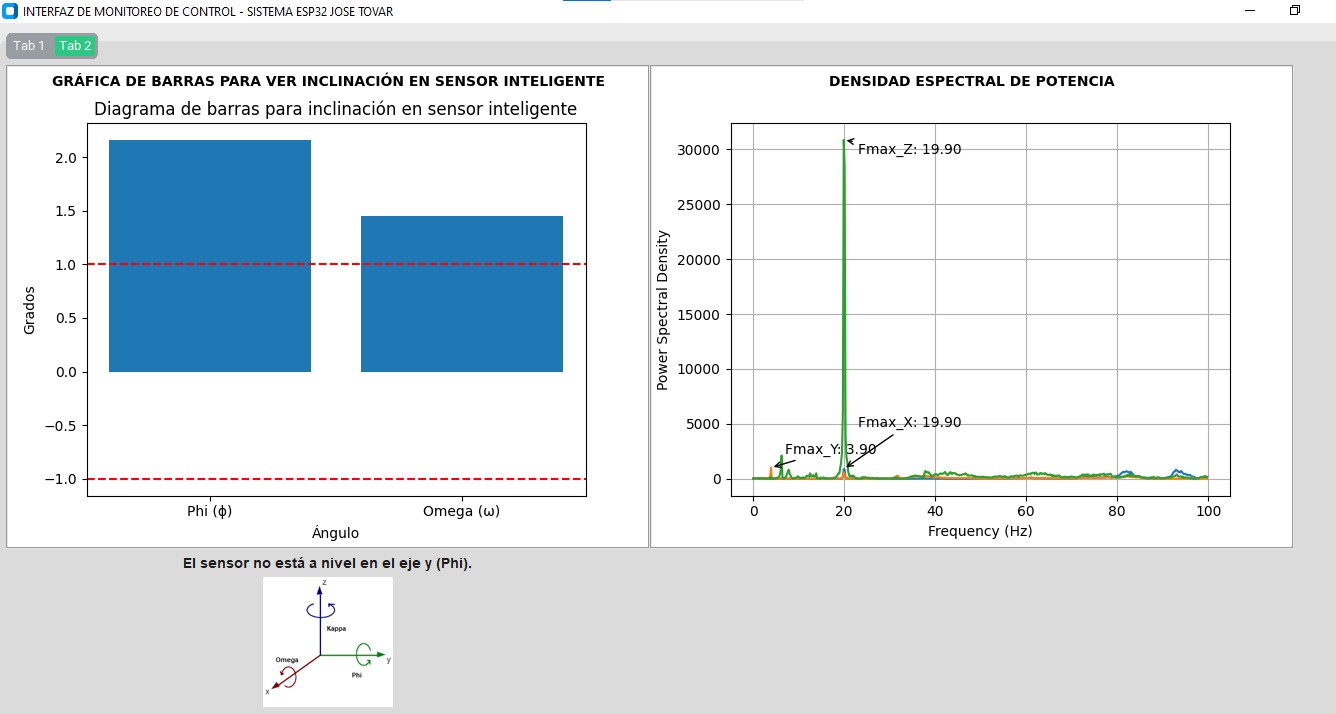 INTERFAZ DE MONITOREO DE CONTROL - SISTEMA ESP32 JOSE TOVAR
Tab 1
Tab 2
GRÁFICA DE BARRAS PARA VER INCLINACIÓN EN SENSOR INTELIGENTE
Diagrama de barras para inclinación en sensor inteligente
Grados
2.0
1.5
1.0
0.5
0.0
−0.5
−1.0
Phi (ϕ)
Omega (ω)
Ángulo
DENSIDAD ESPECTRAL DE POTENCIA
Power Spectral Density
30000
25000
20000
15000
10000
5000
0
Fmax_Z: 19.90
Fmax_X: 19.90
Fmax_Y: 3.90
0
20
40
60
80
100
Frequency (Hz)
El sensor no está a nivel en el eje y (Phi).
z
Kappa
Omega
y
Phi
x